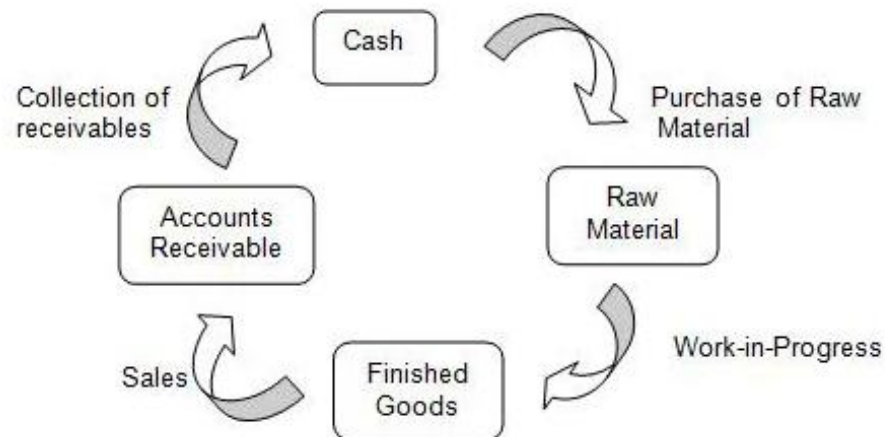 Cash
Purchase of Raw
Material
Raw
Material
Work-in-Progress
Finished
Goods
Sales
Accounts
Receivable
Collection of
receivables